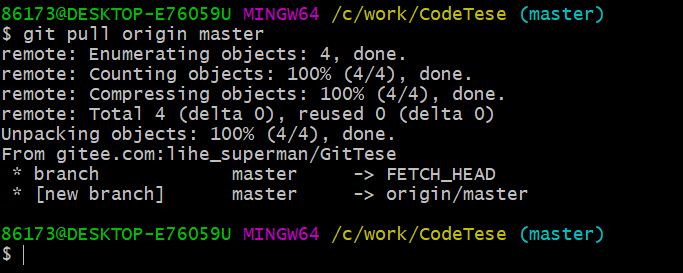 86173@DESKTOP-E76059U MINGW64 /c/work/CodeTese (master)
$ git pull origin master
remote: Enumerating objects: 4, done.
remote: Counting objects: 100% (4/4), done.
remote: Compressing objects: 100% (4/4), done.
remote: Total 4 (delta 0), reused 0 (delta 0)
Unpacking objects: 100% (4/4), done.
From gitee.com:lihe_superman/GitTese
 * branch            master     -> FETCH_HEAD
 * [new branch]      master     -> origin/master

86173@DESKTOP-E76059U MINGW64 /c/work/CodeTese (master)
$